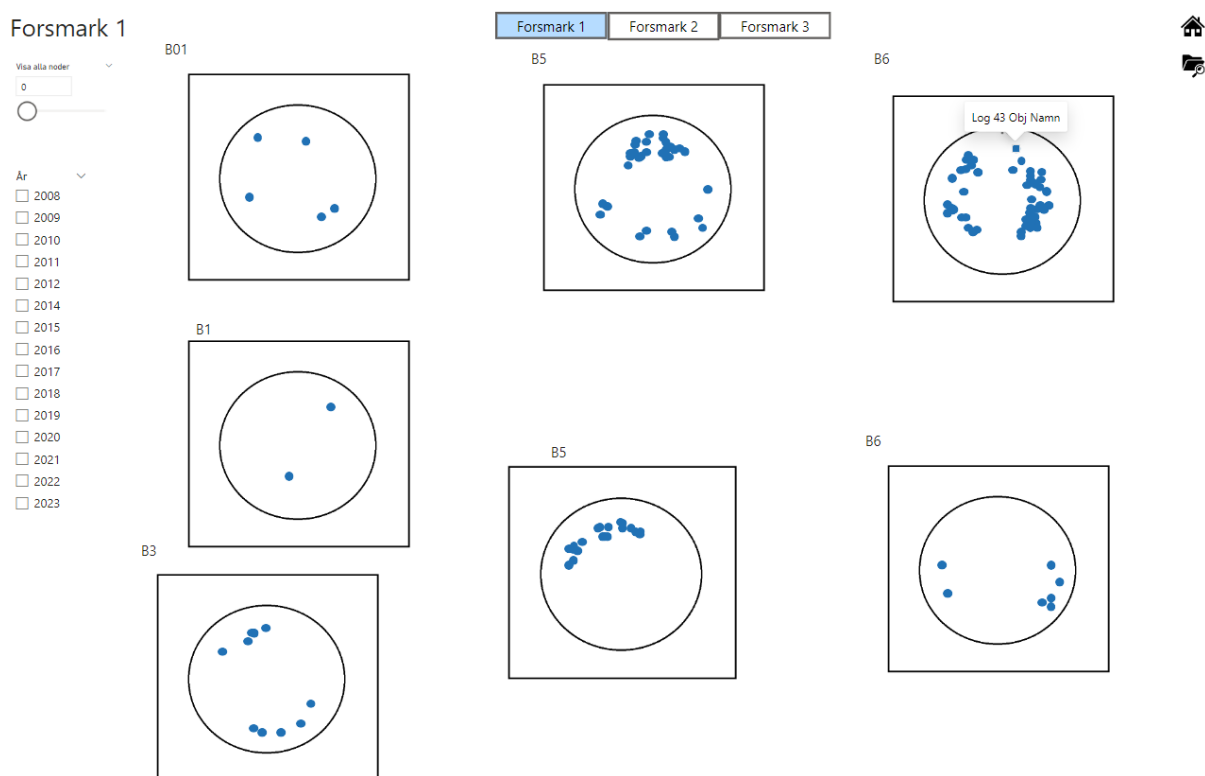 Forsmark 1
Forsmark 1
Forsmark 2
Forsmark 3
Visa alla noder
0
År
2008
2009
2010
2011
2012
2014
2015
2016
2017
2018
2019
2020
2021
2022
2023
B01
B5
B6
Log 43 Obj Namn
B1
B5
B6
B3